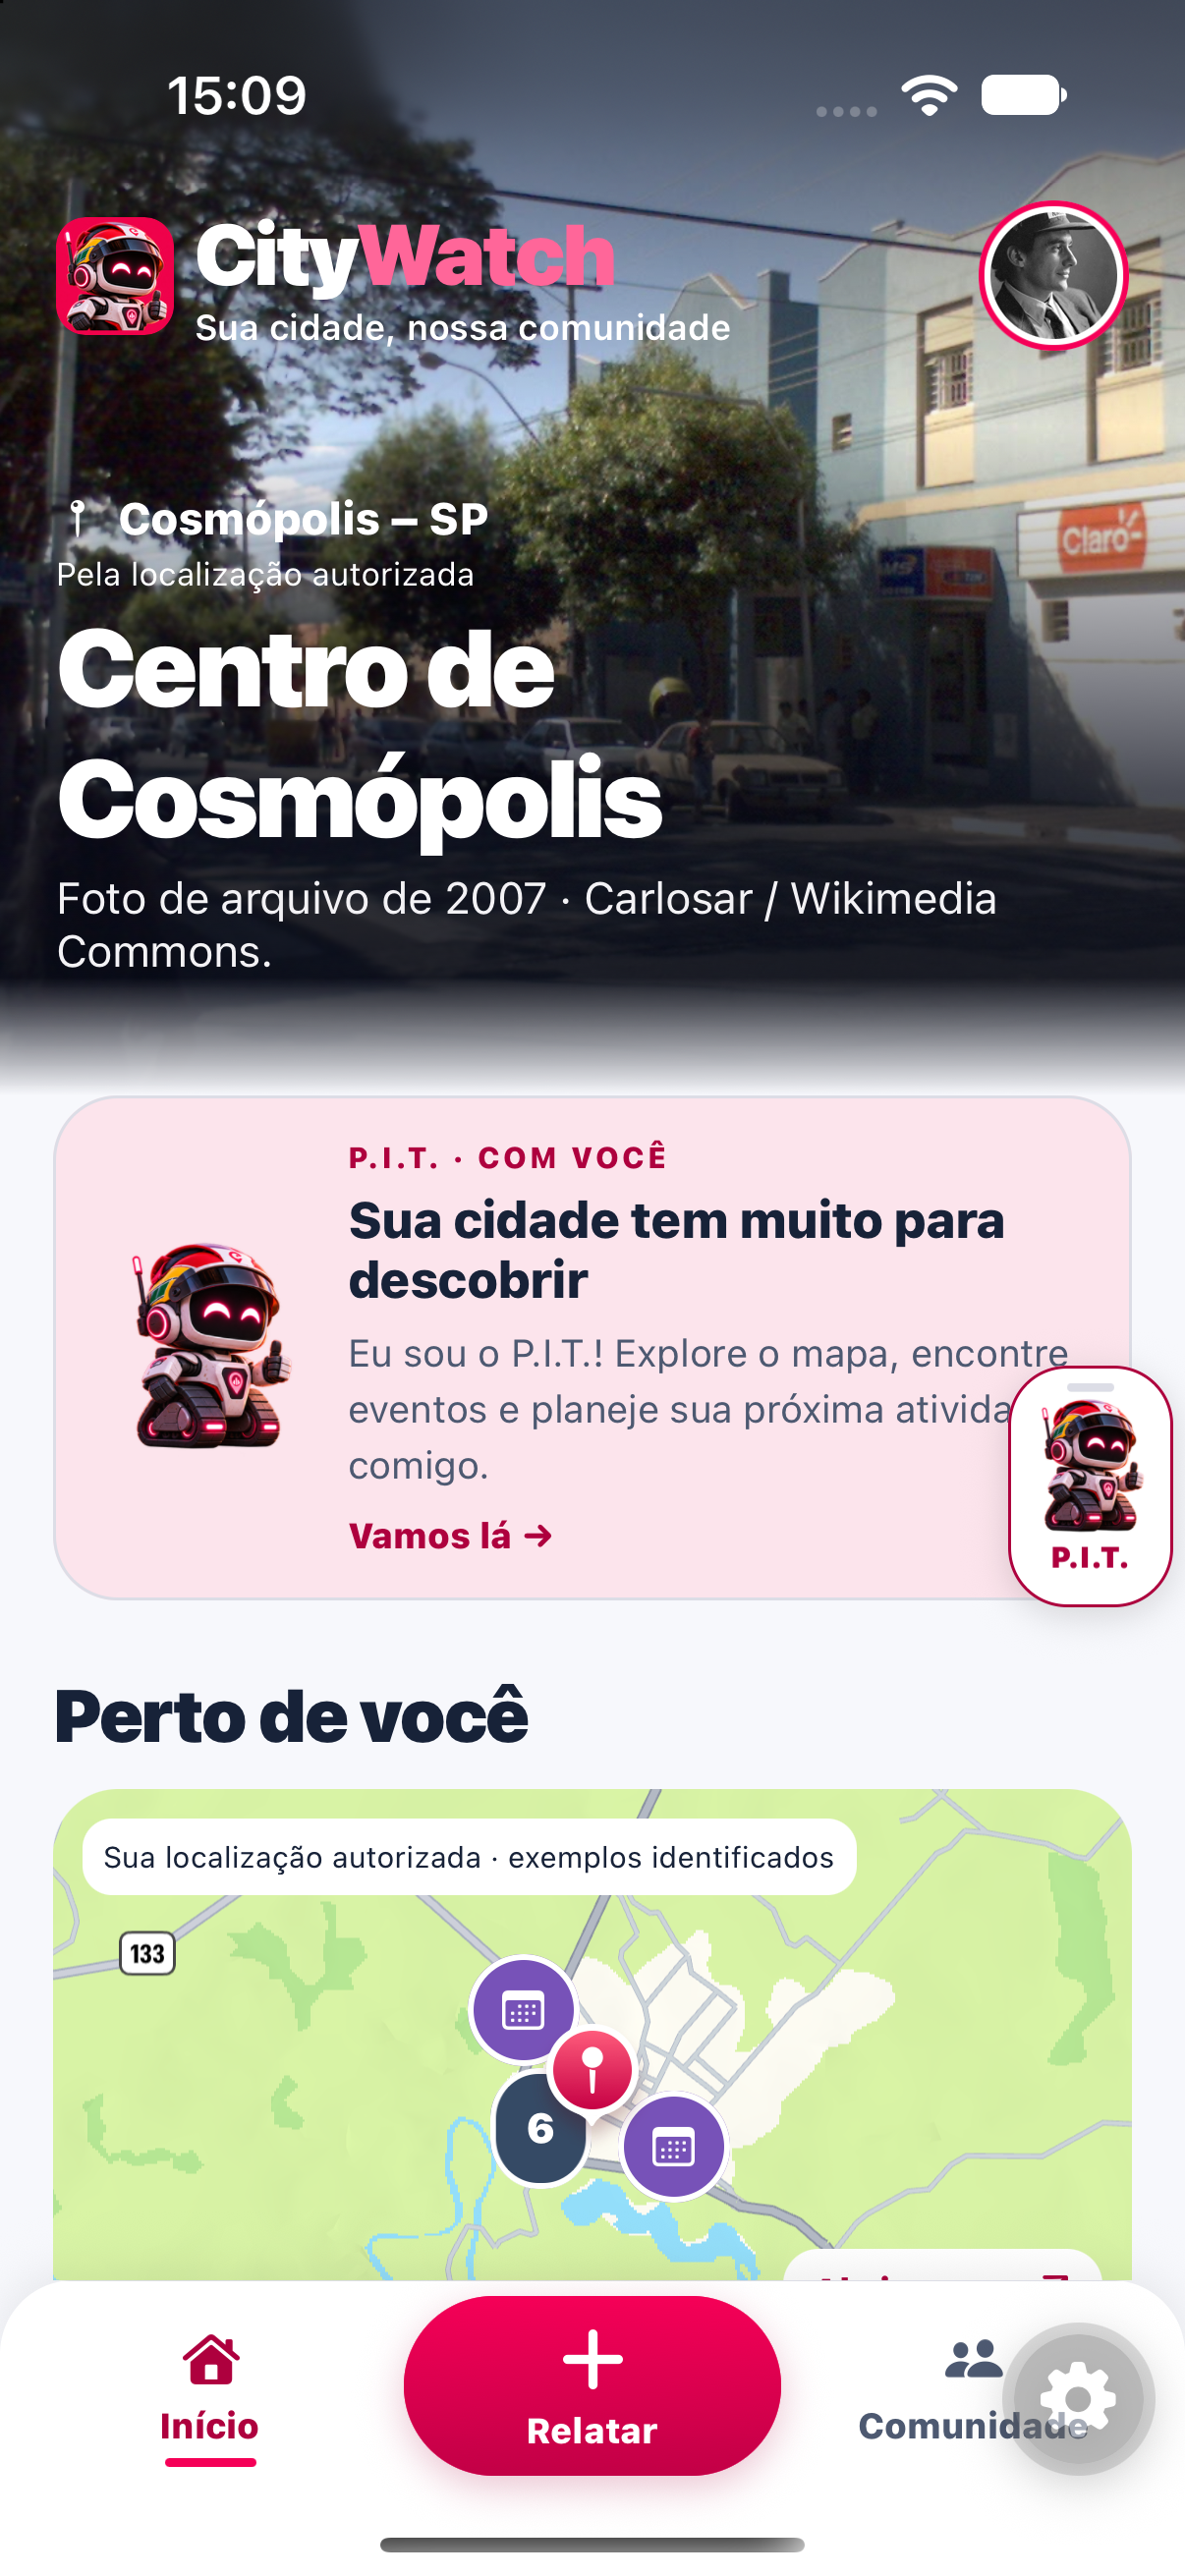 15:09
CityWatch
Sua cidade, nossa comunidade
Claro
Cosmópolis – SP
Pela localização autorizada
Centro de
Cosmópolis
Foto de arquivo de 2007 · Carlosar / Wikimedia
Commons.
P.I.T. · COM VOCÊ
Sua cidade tem muito para
descobrir
Eu sou o P.I.T.! Explore o mapa, encontre
eventos e planeje sua próxima
comigo.
Vamos lá →
P.I.T.
Perto de você
Sua localização autorizada · exemplos identificados
133
6
Início
Relatar
Comunidade